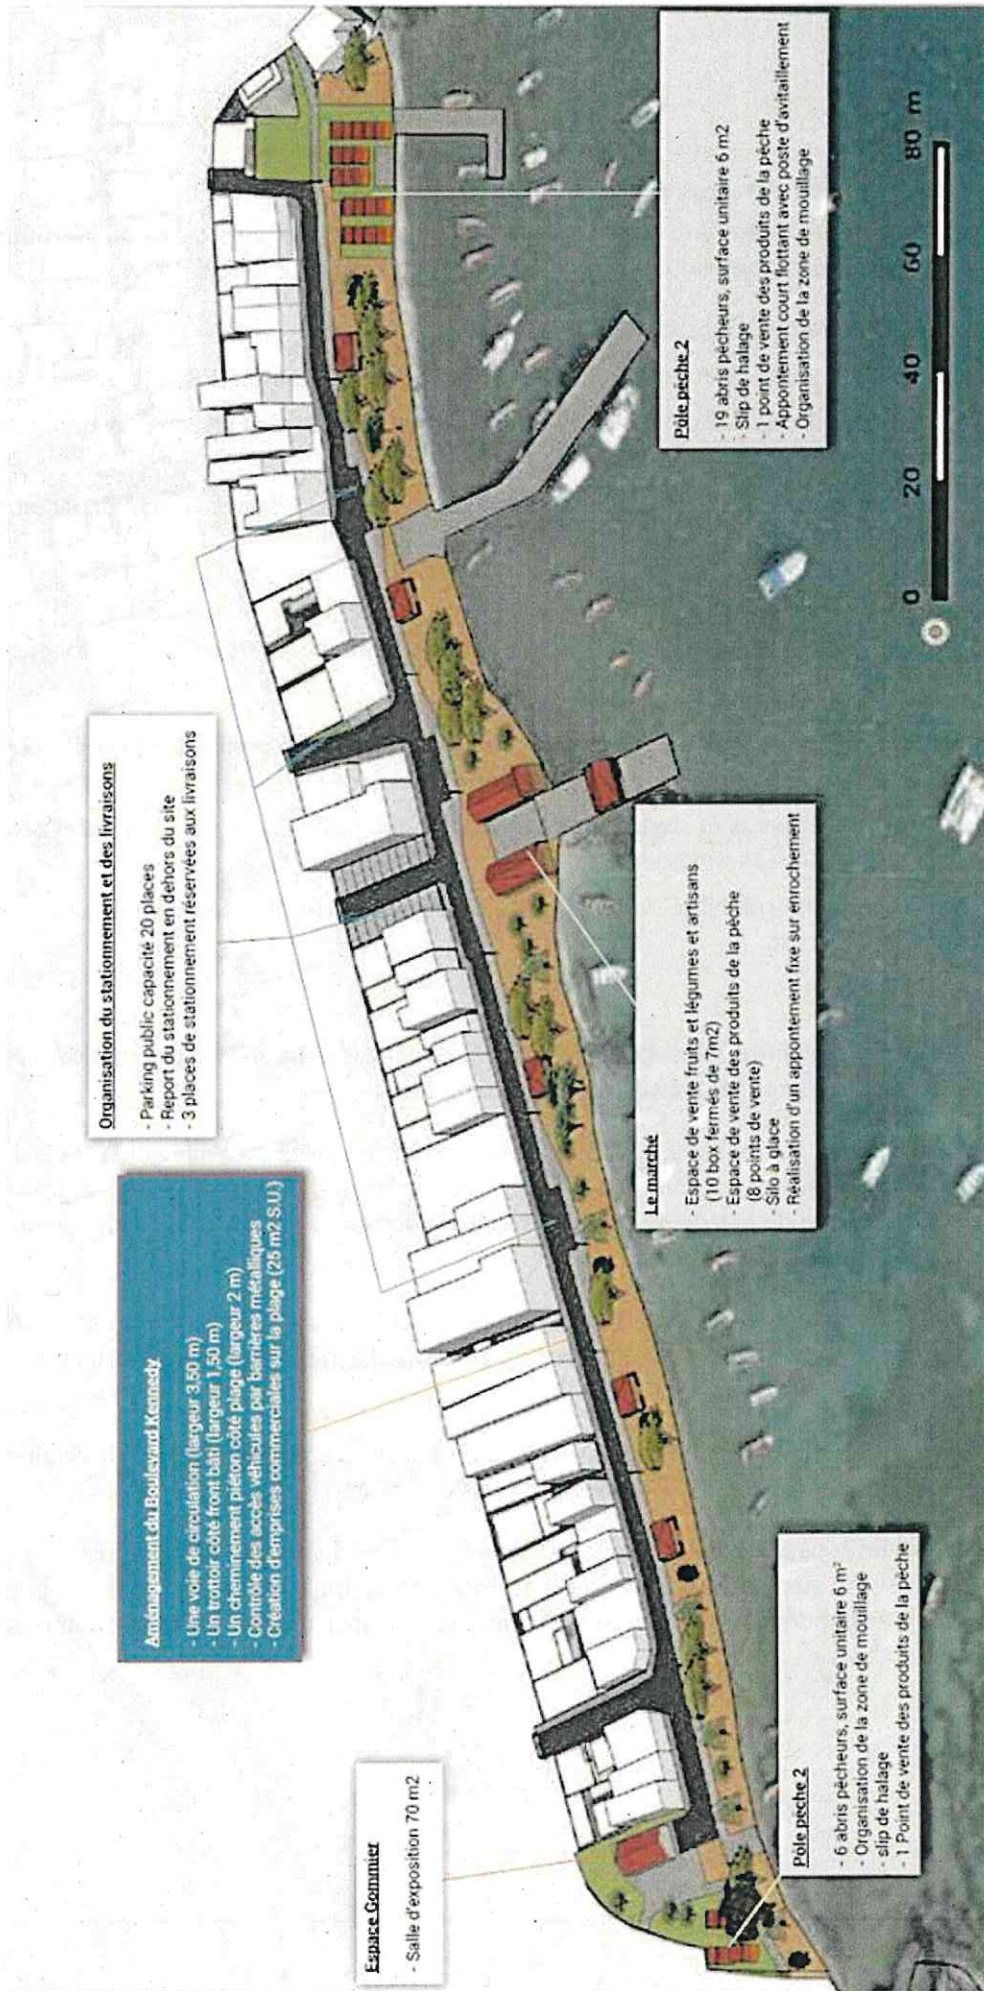 Espace Gommier
- Salle d'exposition 70 m2
Aménagement du Boulevard Kennedy
- Une voie de circulation (largeur 3,50 m)
- Un trottoir côté front bâti (largeur 1,50 m)
- Un cheminement piéton côté plage (largeur 2 m)
- Contrôle des accès véhicules par barrières métalliques
- Création d'emprises commerciales sur la plage (25 m2 S.U.)
Organisation du stationnement et des livraisons
- Parking public capacité 20 places
- Report du stationnement en dehors du site
- 3 places de stationnement réservées aux livraisons
Pôle pèche 2
- 6 abris pêcheurs, surface unitaire 6 m²
- Organisation de la zone de mouillage
- slip de halage
- 1 Point de vente des produits de la pêche
Le marché
- Espace de vente fruits et légumes et artisans
(10 box fermés de 7m2)
- Espace de vente des produits de la pêche
(8 points de vente)
- Silo à glace
- Réalisation d'un appontement fixe sur enrochement
Pôle pèche 2
- 19 abris pêcheurs, surface unitaire 6 m2
- Slip de halage
- 1 point de vente des produits de la pêche
- Appontement court flottant avec poste d'avitaillement
- Organisation de la zone de mouillage
0 20 40 60 80 m